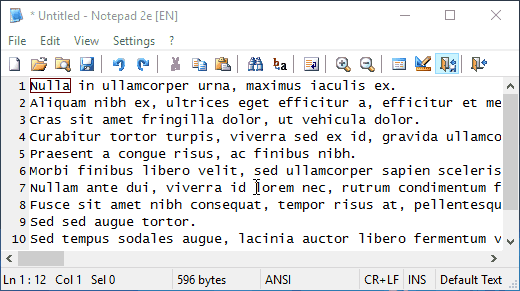 * Untitled - Notepad 2e [EN]
File Edit View Settings ?
1 Nulla in ullamcorper urna, maximus iaculis ex.
2 Aliquam nibh ex, ultrices eget efficitur a, efficitur et me
3 Cras sit amet fringilla dolor, ut vehicula dolor.
4 Curabitur tortor turpis, viverra sed ex id, gravida ullamco
5 Praesent a congue risus, ac finibus nibh.
6 Morbi finibus libero velit, sed ullamcorper sapien sceleris
7 Nullam ante dui, viverra id lorem nec, rutrum condimentum f
8 Fusce sit amet nibh consequat, tempor risus at, pellentesqu
9 Sed sed augue tortor.
10 Sed tempus sodales augue, lacinia auctor libero fermentum v
Ln 1 : 12 Col 1 Sel 0 596 bytes ANSI CR+LF INS Default Text